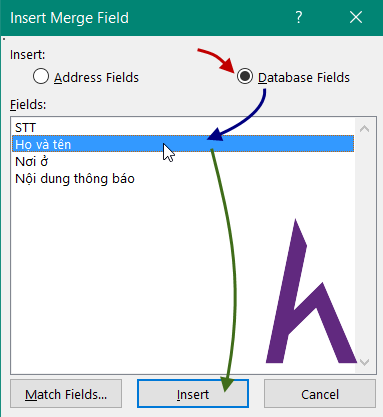 Insert Merge Field
Insert:
Address Fields
Database Fields
Fields:
STT
Họ và tên
Nơi ở
Nội dung thông báo
Match Fields...
Insert
Cancel